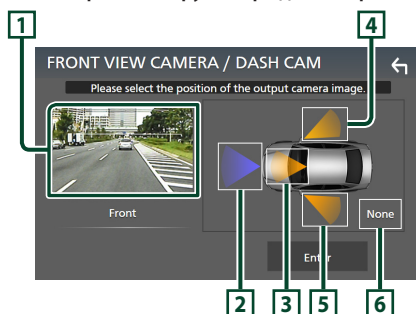 1
4
FRONT VIEW CAMERA / DASH CAM
Please select the position of the output camera image.
Front
None
Enter
2
3
5
6